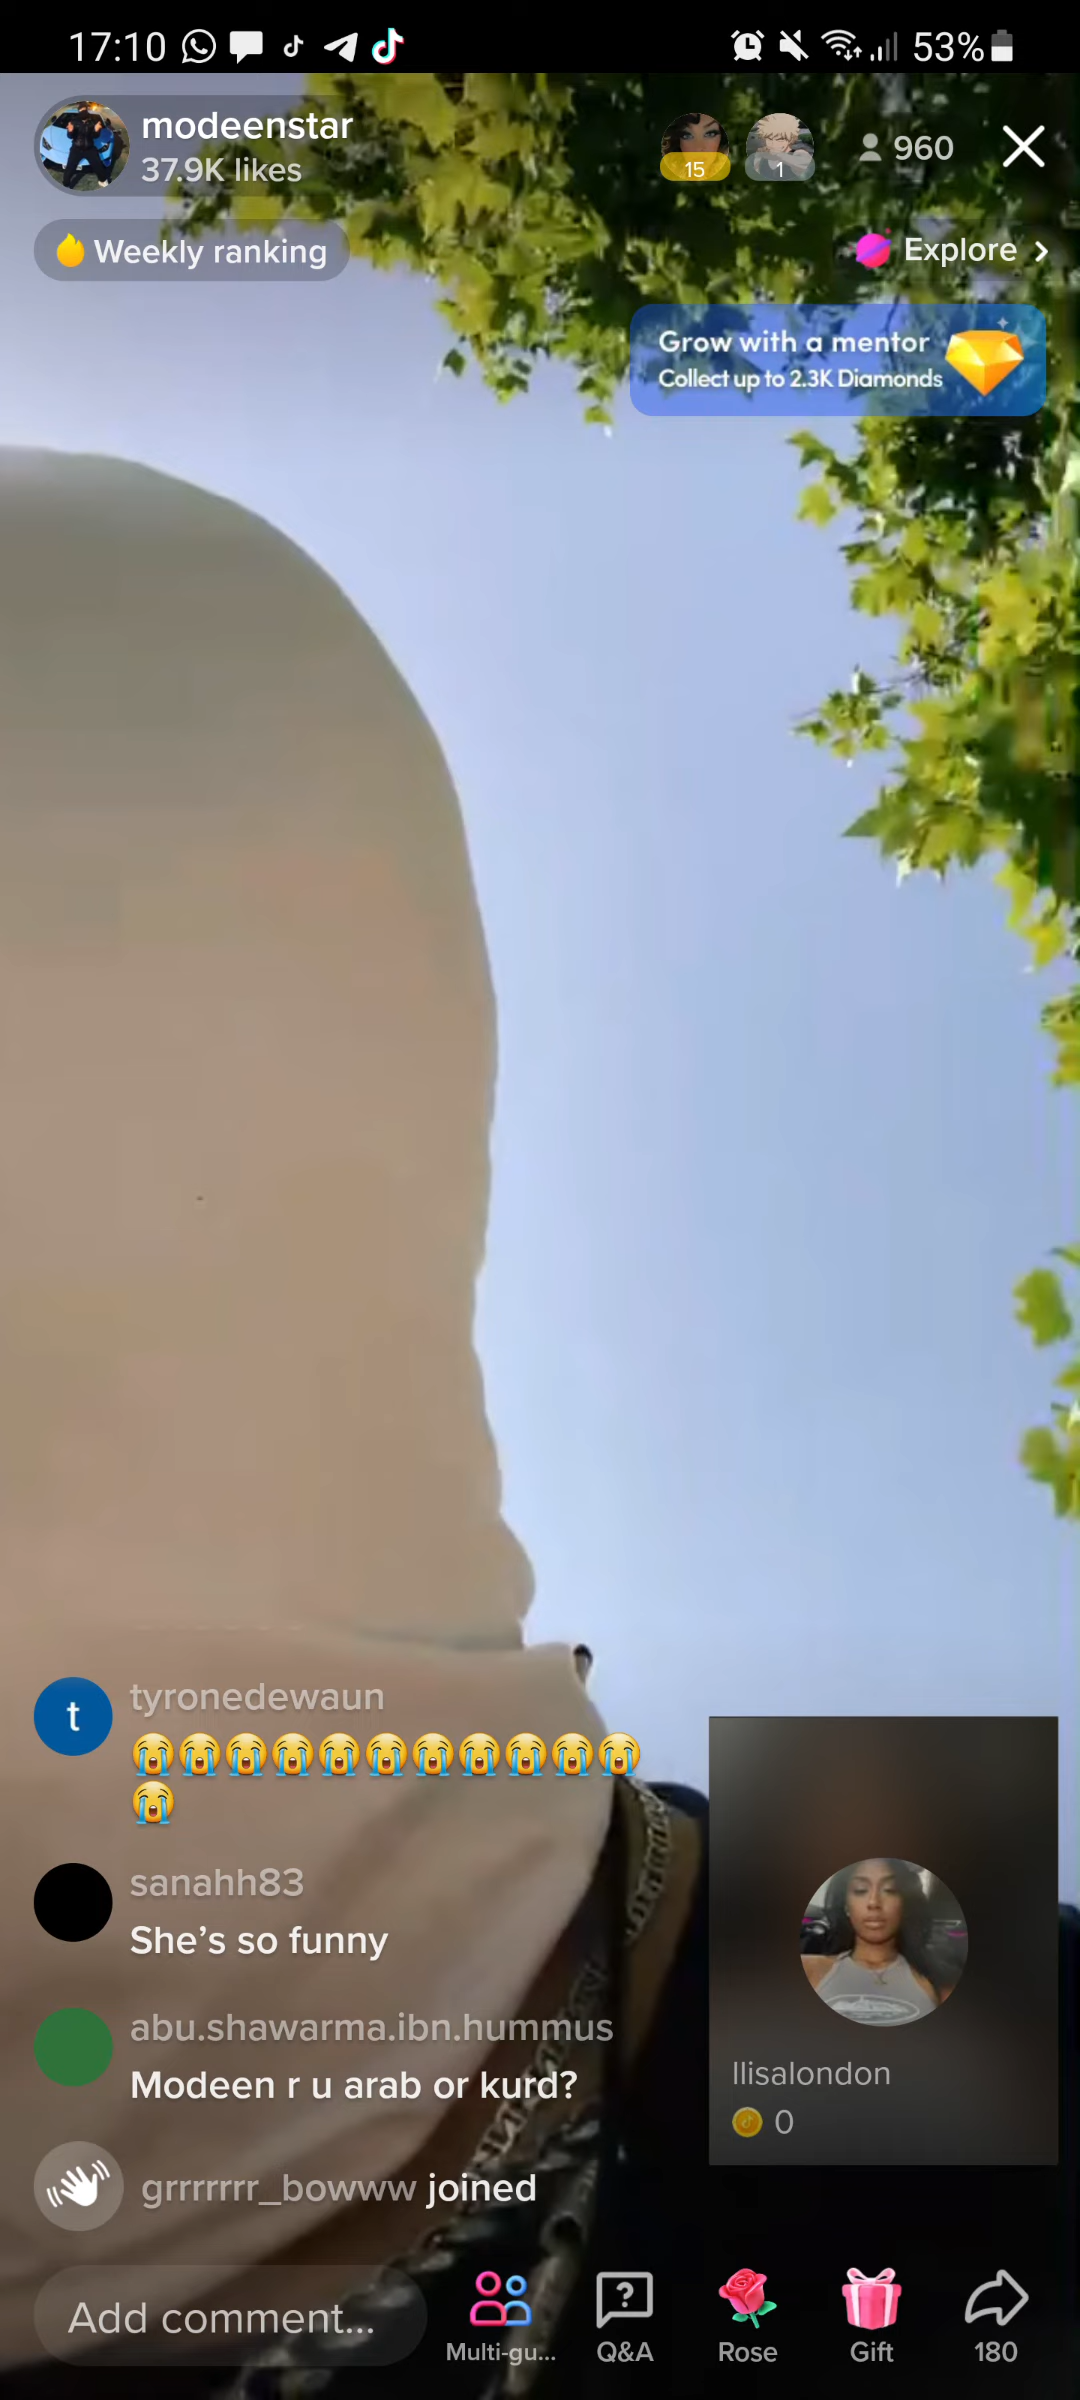 17:10
53%
modeenstar
37.9K likes
15
1
960
Weekly ranking
Explore
Grow with a mentor
Collect up to 2.3K Diamonds
t
tyronedewaun
😭😭😭😭😭😭😭😭😭😭😭
😭
sanahh83
She’s so funny
abu.shawarma.ibn.hummus
Modeen r u arab or kurd?
grrrrrrr_bowww joined
llisalondon
0
Add comment...
Multi-gu...
Q&A
Rose
Gift
180